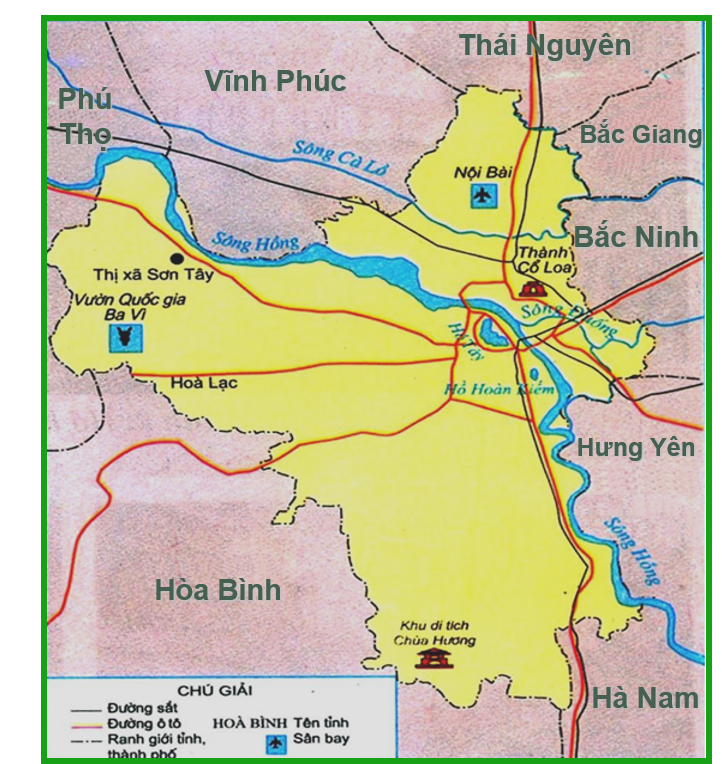 Thái Nguyên
Vĩnh Phúc
Phú
Thọ
Bắc Giang
Sông Cà Lồ
Nội Bài
Bắc Ninh
Sông Hồng
Thành
Cổ Loa
Thị xã Sơn Tây
Vườn Quốc gia
Ba Vì
Sông Đuống
Hồ Tây
Hoà Lạc
Hồ Hoàn Kiếm
Hưng Yên
Sông Hồng
Hòa Bình
Khu di tích
Chùa Hương
Hà Nam
CHÚ GIẢI
Đường sắt
Đường ô tô
HOÀ BÌNH Tên tỉnh
Ranh giới tỉnh,
thành phố
Sân bay